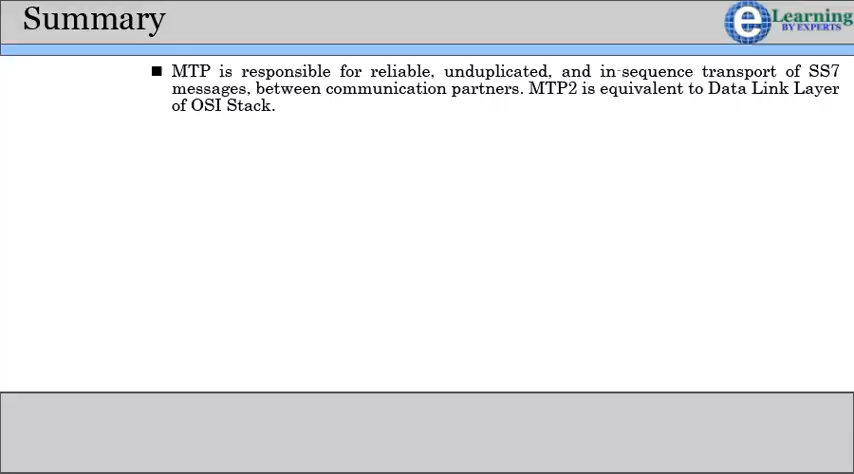 Summary
e Learning
BY EXPERTS
■ MTP is responsible for reliable, unduplicated, and in-sequence transport of SS7
messages, between communication partners. MTP2 is equivalent to Data Link Layer
of OSI Stack.